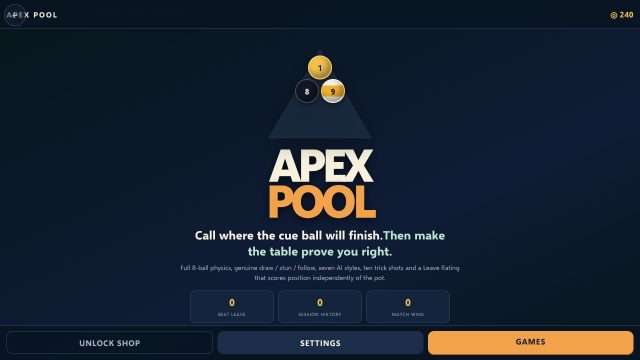 APEX POOL
240
1
8
9
APEX
POOL
Call where the cue ball will finish.Then make
the table prove you right.
Full 8-ball physics, genuine draw / stun / follow, seven AI styles, ten trick shots and a Leave Rating
that scores position independently of the pot.
0
0
0
BEST LEAVE
SESSION HISTORY
MATCH WINS
UNLOCK SHOP
SETTINGS
GAMES